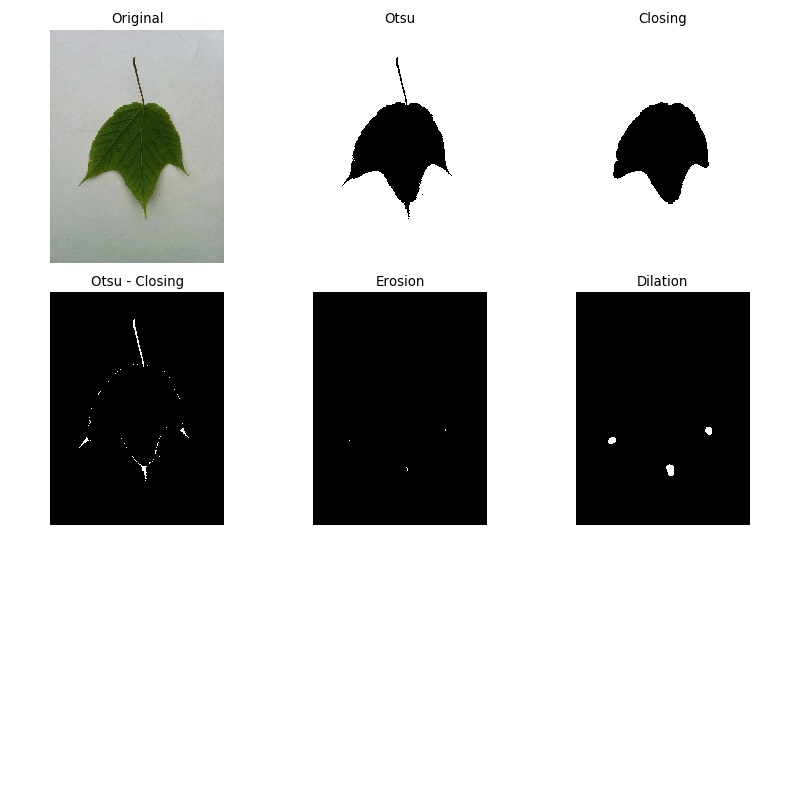 Original
Otsu
Closing
Otsu - Closing
Erosion
Dilation